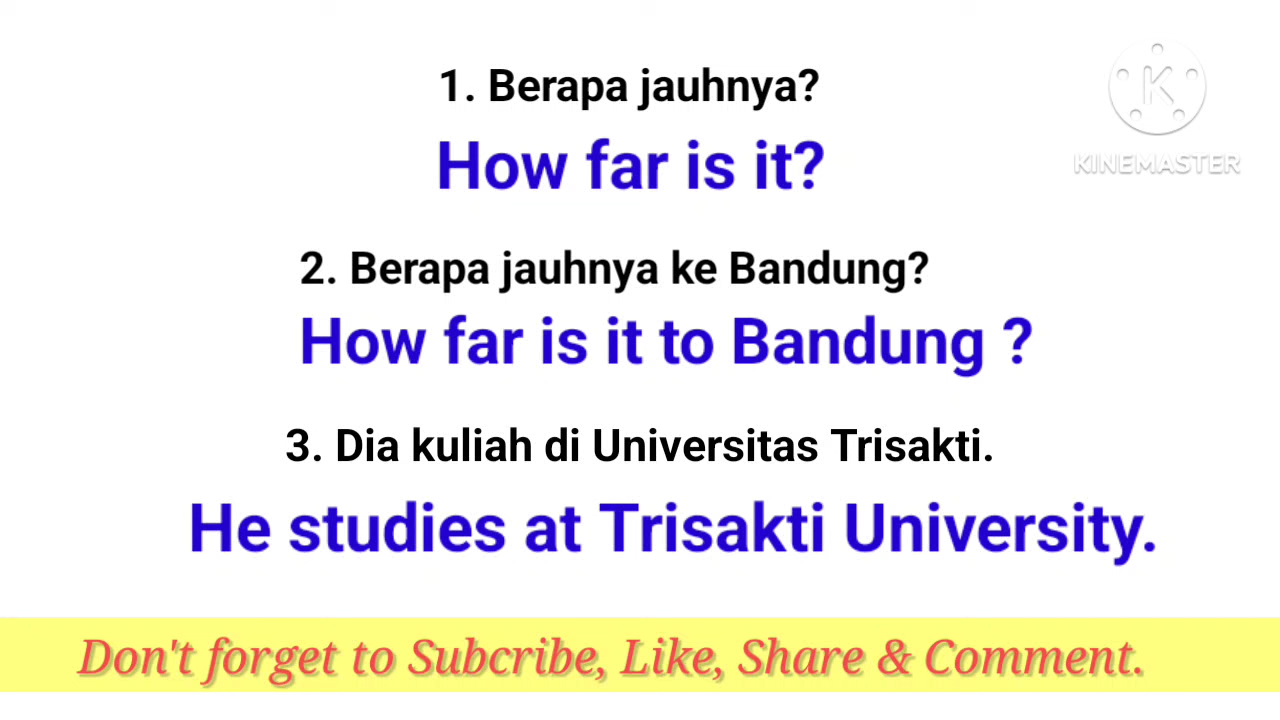 1. Berapa jauhnya?
How far is it?
2. Berapa jauhnya ke Bandung?
How far is it to Bandung ?
3. Dia kuliah di Universitas Trisakti.
He studies at Trisakti University.
Don't forget to Subcribe, Like, Share & Comment.
K
KINEMASTER